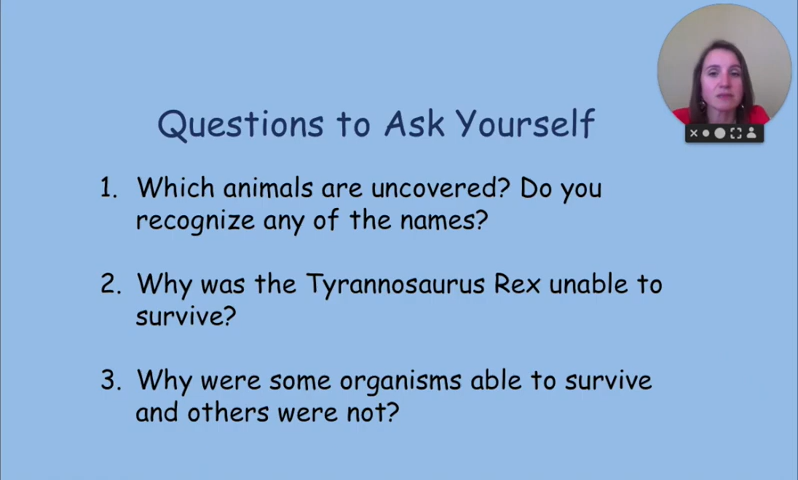 Questions to Ask Yourself
1. Which animals are uncovered? Do you
recognize any of the names?
2. Why was the Tyrannosaurus Rex unable to
survive?
3. Why were some organisms able to survive
and others were not?